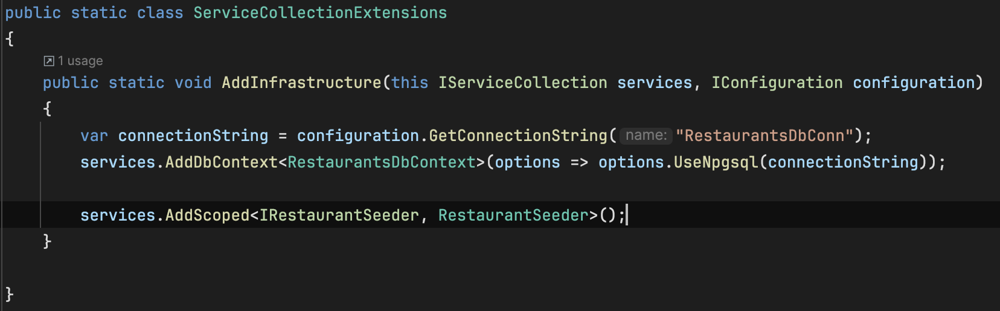 public static class ServiceCollectionExtensions
{
1 usage
public static void AddInfrastructure(this IServiceCollection services, IConfiguration configuration)
{
var connectionString = configuration.GetConnectionString( name: "RestaurantsDbConn");
services.AddDbContext<RestaurantsDbContext>(options => options.UseNpgsql(connectionString));
services.AddScoped<IRestaurantSeeder, RestaurantSeeder>();
}
}